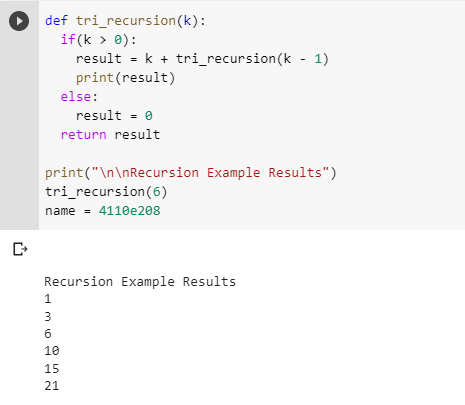 def tri_recursion(k):
  if(k > 0):
    result = k + tri_recursion(k - 1)
    print(result)
  else:
    result = 0
  return result

print("\n\nRecursion Example Results")
tri_recursion(6)
name = 4110e208
Recursion Example Results
1
3
6
10
15
21